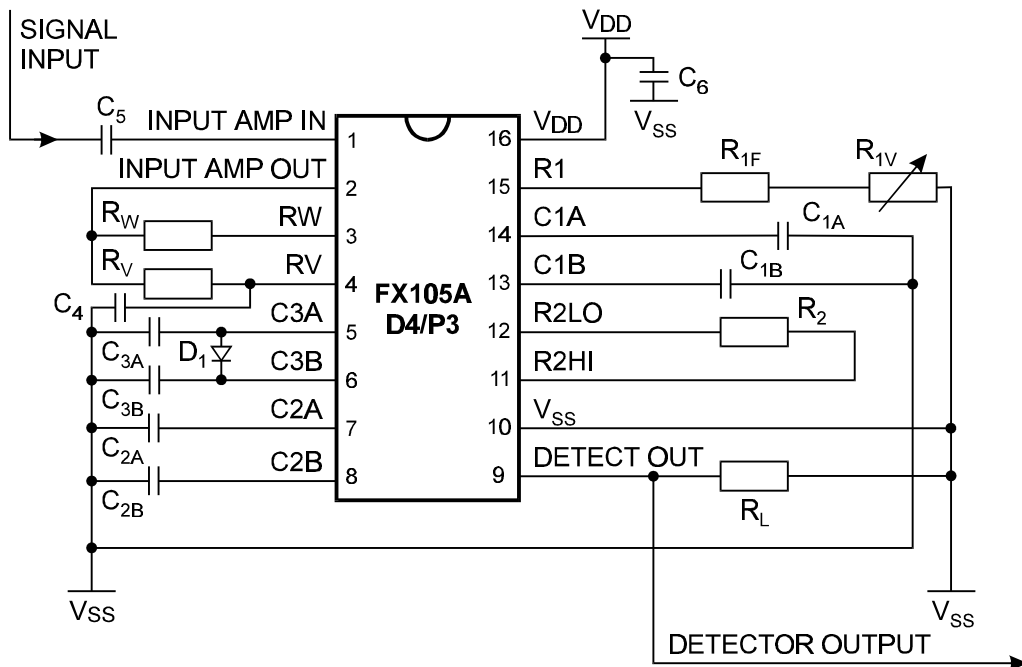 SIGNAL
INPUT
VDD
C5
INPUT AMP IN
1
16
VDD
C6
VSS
INPUT AMP OUT
2
15
R1
R1F
R1V
RW
RW
3
14
C1A
C1A
RV
RV
4
13
C1B
C1B
FX105A
D4/P3
C4
C3A
5
12
R2LO
R2
C3A
D1
C3B
6
11
R2HI
C3B
C2A
7
10
VSS
C2A
C2B
8
9
DETECT OUT
C2B
RL
VSS
VSS
DETECTOR OUTPUT